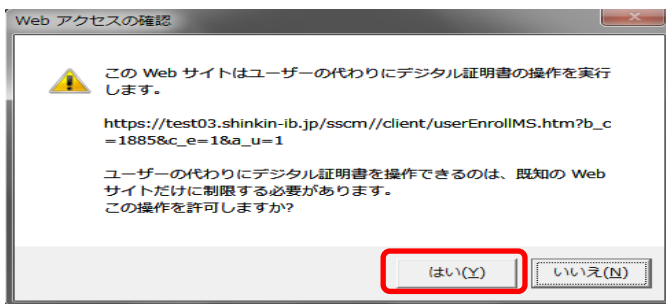 Web アクセスの確認
この Web サイトはユーザーの代わりにデジタル証明書の操作を実行
します。
https://test03.shinkin-ib.jp/sscm//client/userEnrollMS.htm?b_c
=1885&c_e=1&a_u=1
ユーザーの代わりにデジタル証明書を操作できるのは、既知の Web
サイトだけに制限する必要があります。
この操作を許可しますか?
はい(Y) いいえ(N)